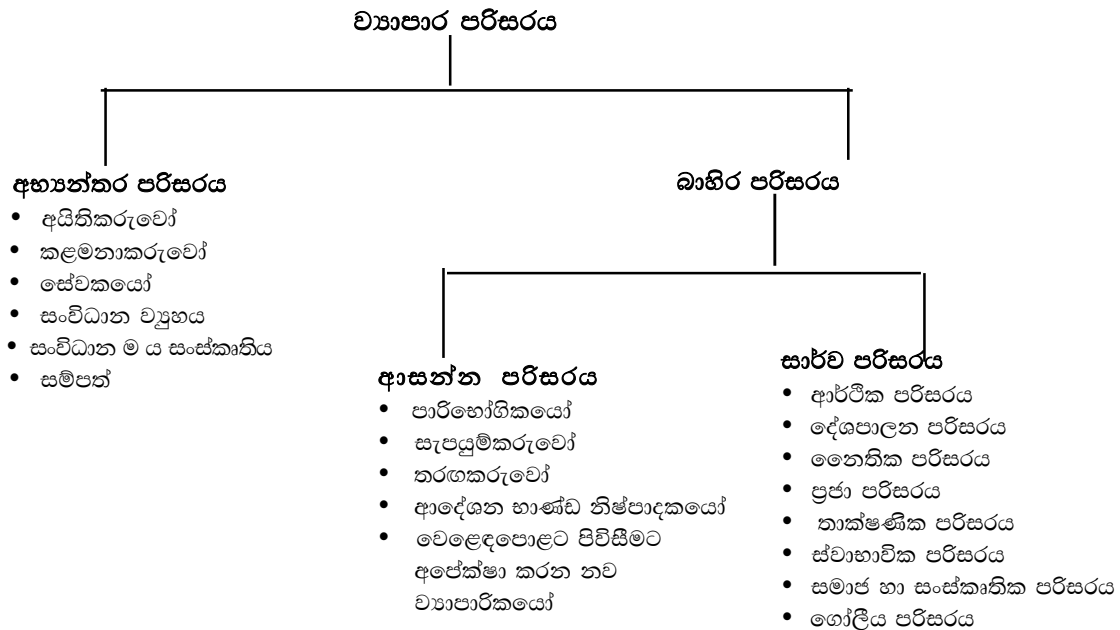 ව්‍යාපාර පරිසරය
අභ්‍යන්තර පරිසරය
• අයිතිකරුවෝ
• කළමනාකරුවෝ
• සේවකයෝ
• සංවිධාන ව්‍යුහය
• සංවිධාන ම ය සංස්කෘතිය
• සම්පත්
බාහිර පරිසරය
ආසන්න පරිසරය
• පාරිභෝගිකයෝ
• සැපයුම්කරුවෝ
• තරඟකරුවෝ
• ආදේශන භාණ්ඩ නිෂ්පාදකයෝ
• වෙළෙඳපොළට පිවිසීමට
අපේක්ෂා කරන නව
ව්‍යාපාරිකයෝ
සාර්ව පරිසරය
• ආර්ථික පරිසරය
• දේශපාලන පරිසරය
• නෛතික පරිසරය
• ප්‍රජා පරිසරය
• තාක්ෂණික පරිසරය
• ස්වාභාවික පරිසරය
• සමාජ හා සංස්කෘතික පරිසරය
• ගෝලීය පරිසරය